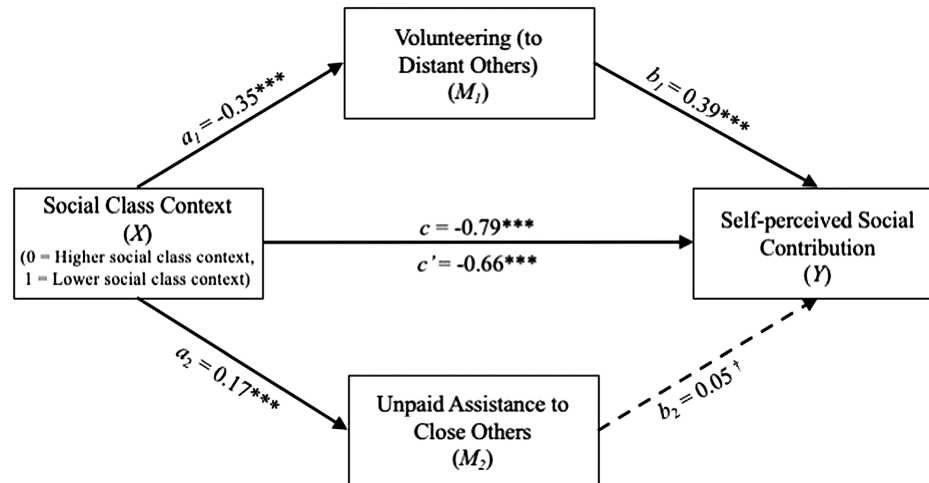 Volunteering (to
Distant Others)
(M₁)
a₁ = -0.35***
b₁ = 0.39***
Social Class Context
(X)
(0 = Higher social class context,
1 = Lower social class context)
c = -0.79***
c' = -0.66***
Self-perceived Social
Contribution
(Y)
a₂ = 0.17***
b₂ = 0.05 †
Unpaid Assistance to
Close Others
(M₂)